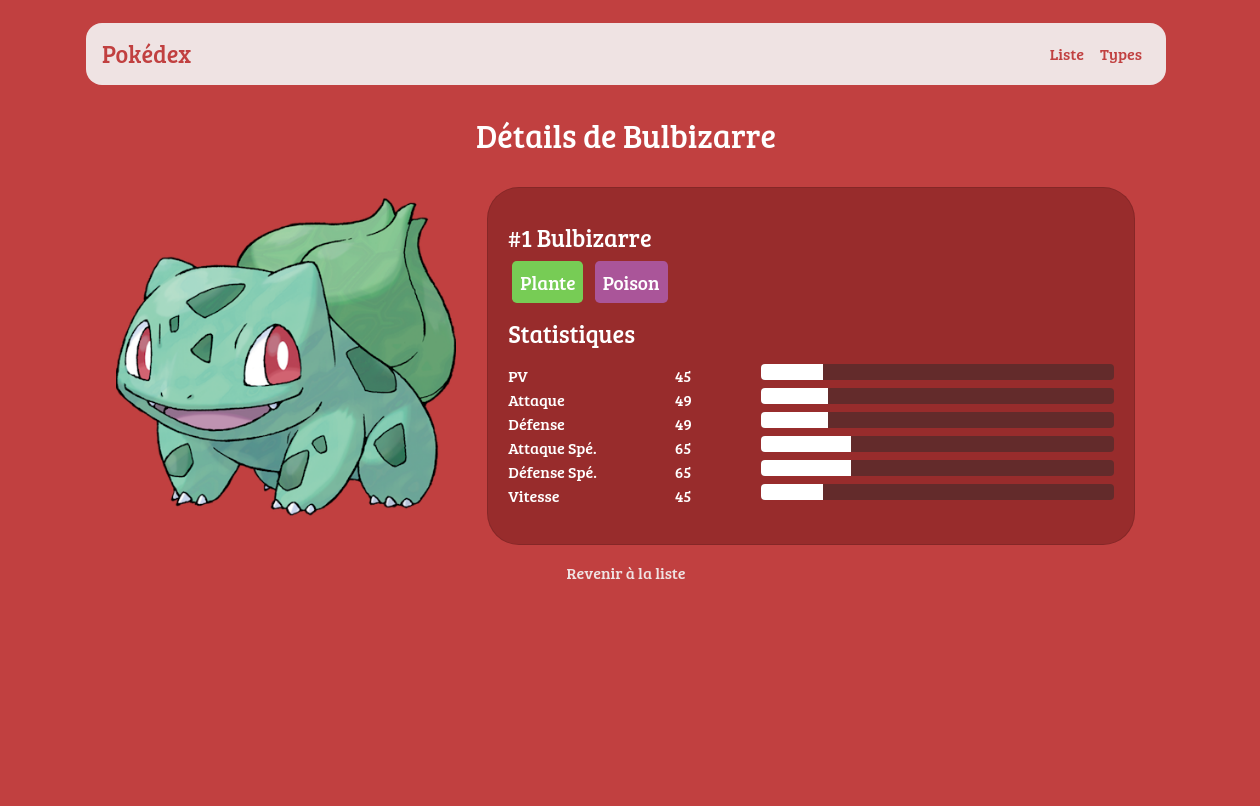 Pokédex
Liste Types
Détails de Bulbizarre
#1 Bulbizarre
Plante Poison
Statistiques
PV 45
Attaque 49
Défense 49
Attaque Spé. 65
Défense Spé. 65
Vitesse 45
Revenir à la liste